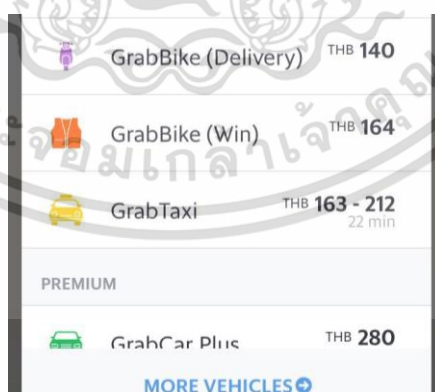 GrabBike (Delivery) THB 140
GrabBike (Win) THB 164
GrabTaxi THB 163 - 212
22 min
PREMIUM
GrabCar Plus THB 280
MORE VEHICLES